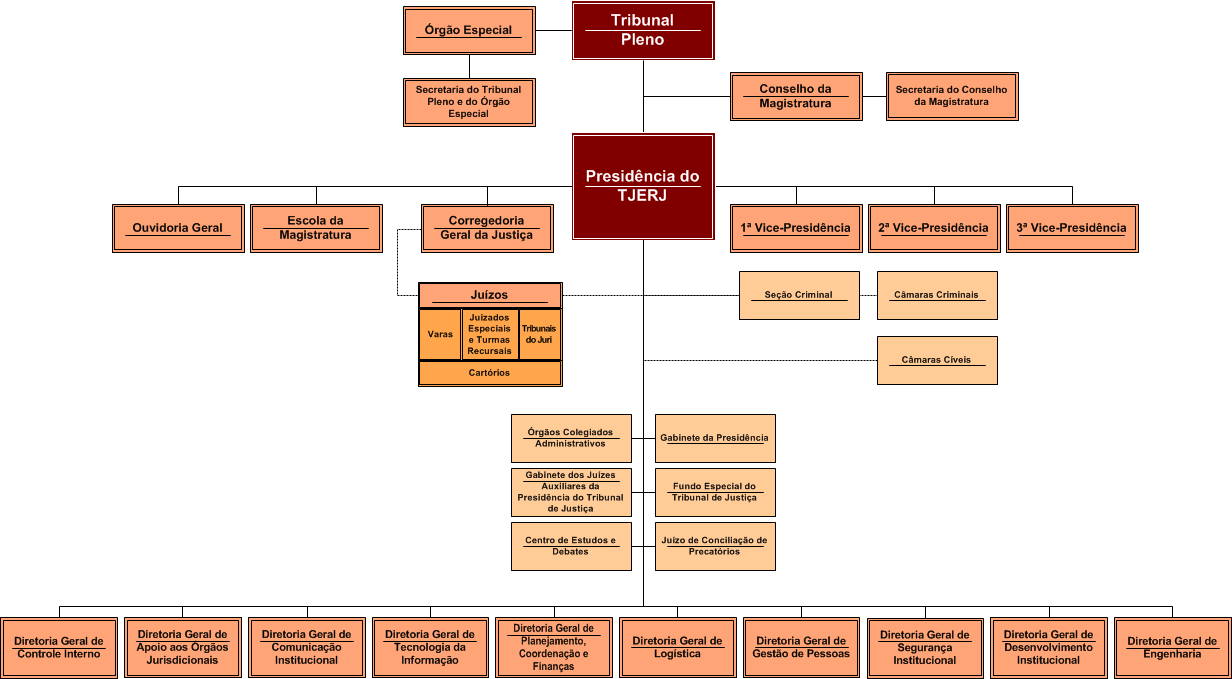 Tribunal
Pleno
Órgão Especial
Secretaria do Tribunal
Pleno e do Órgão
Especial
Conselho da
Magistratura
Secretaria do Conselho
da Magistratura
Presidência do
TJERJ
Ouvidoria Geral
Escola da
Magistratura
Corregedoria
Geral da Justiça
1ª Vice-Presidência
2ª Vice-Presidência
3ª Vice-Presidência
Juízos
Varas
Juizados
Especiais
e Turmas
Recursais
Tribunais
do Juri
Cartórios
Seção Criminal
Câmaras Criminais
Câmaras Cíveis
Órgãos Colegiados
Administrativos
Gabinete da Presidência
Gabinete dos Juízes
Auxiliares da
Presidência do Tribunal
de Justiça
Fundo Especial do
Tribunal de Justiça
Centro de Estudos e
Debates
Juízo de Conciliação de
Precatórios
Diretoria Geral de
Controle Interno
Diretoria Geral de
Apoio aos Órgãos
Jurisdicionais
Diretoria Geral de
Comunicação
Institucional
Diretoria Geral de
Tecnologia da
Informação
Diretoria Geral de
Planejamento,
Coordenação e
Finanças
Diretoria Geral de
Logística
Diretoria Geral de
Gestão de Pessoas
Diretoria Geral de
Segurança
Institucional
Diretoria Geral de
Desenvolvimento
Institucional
Diretoria Geral de
Engenharia